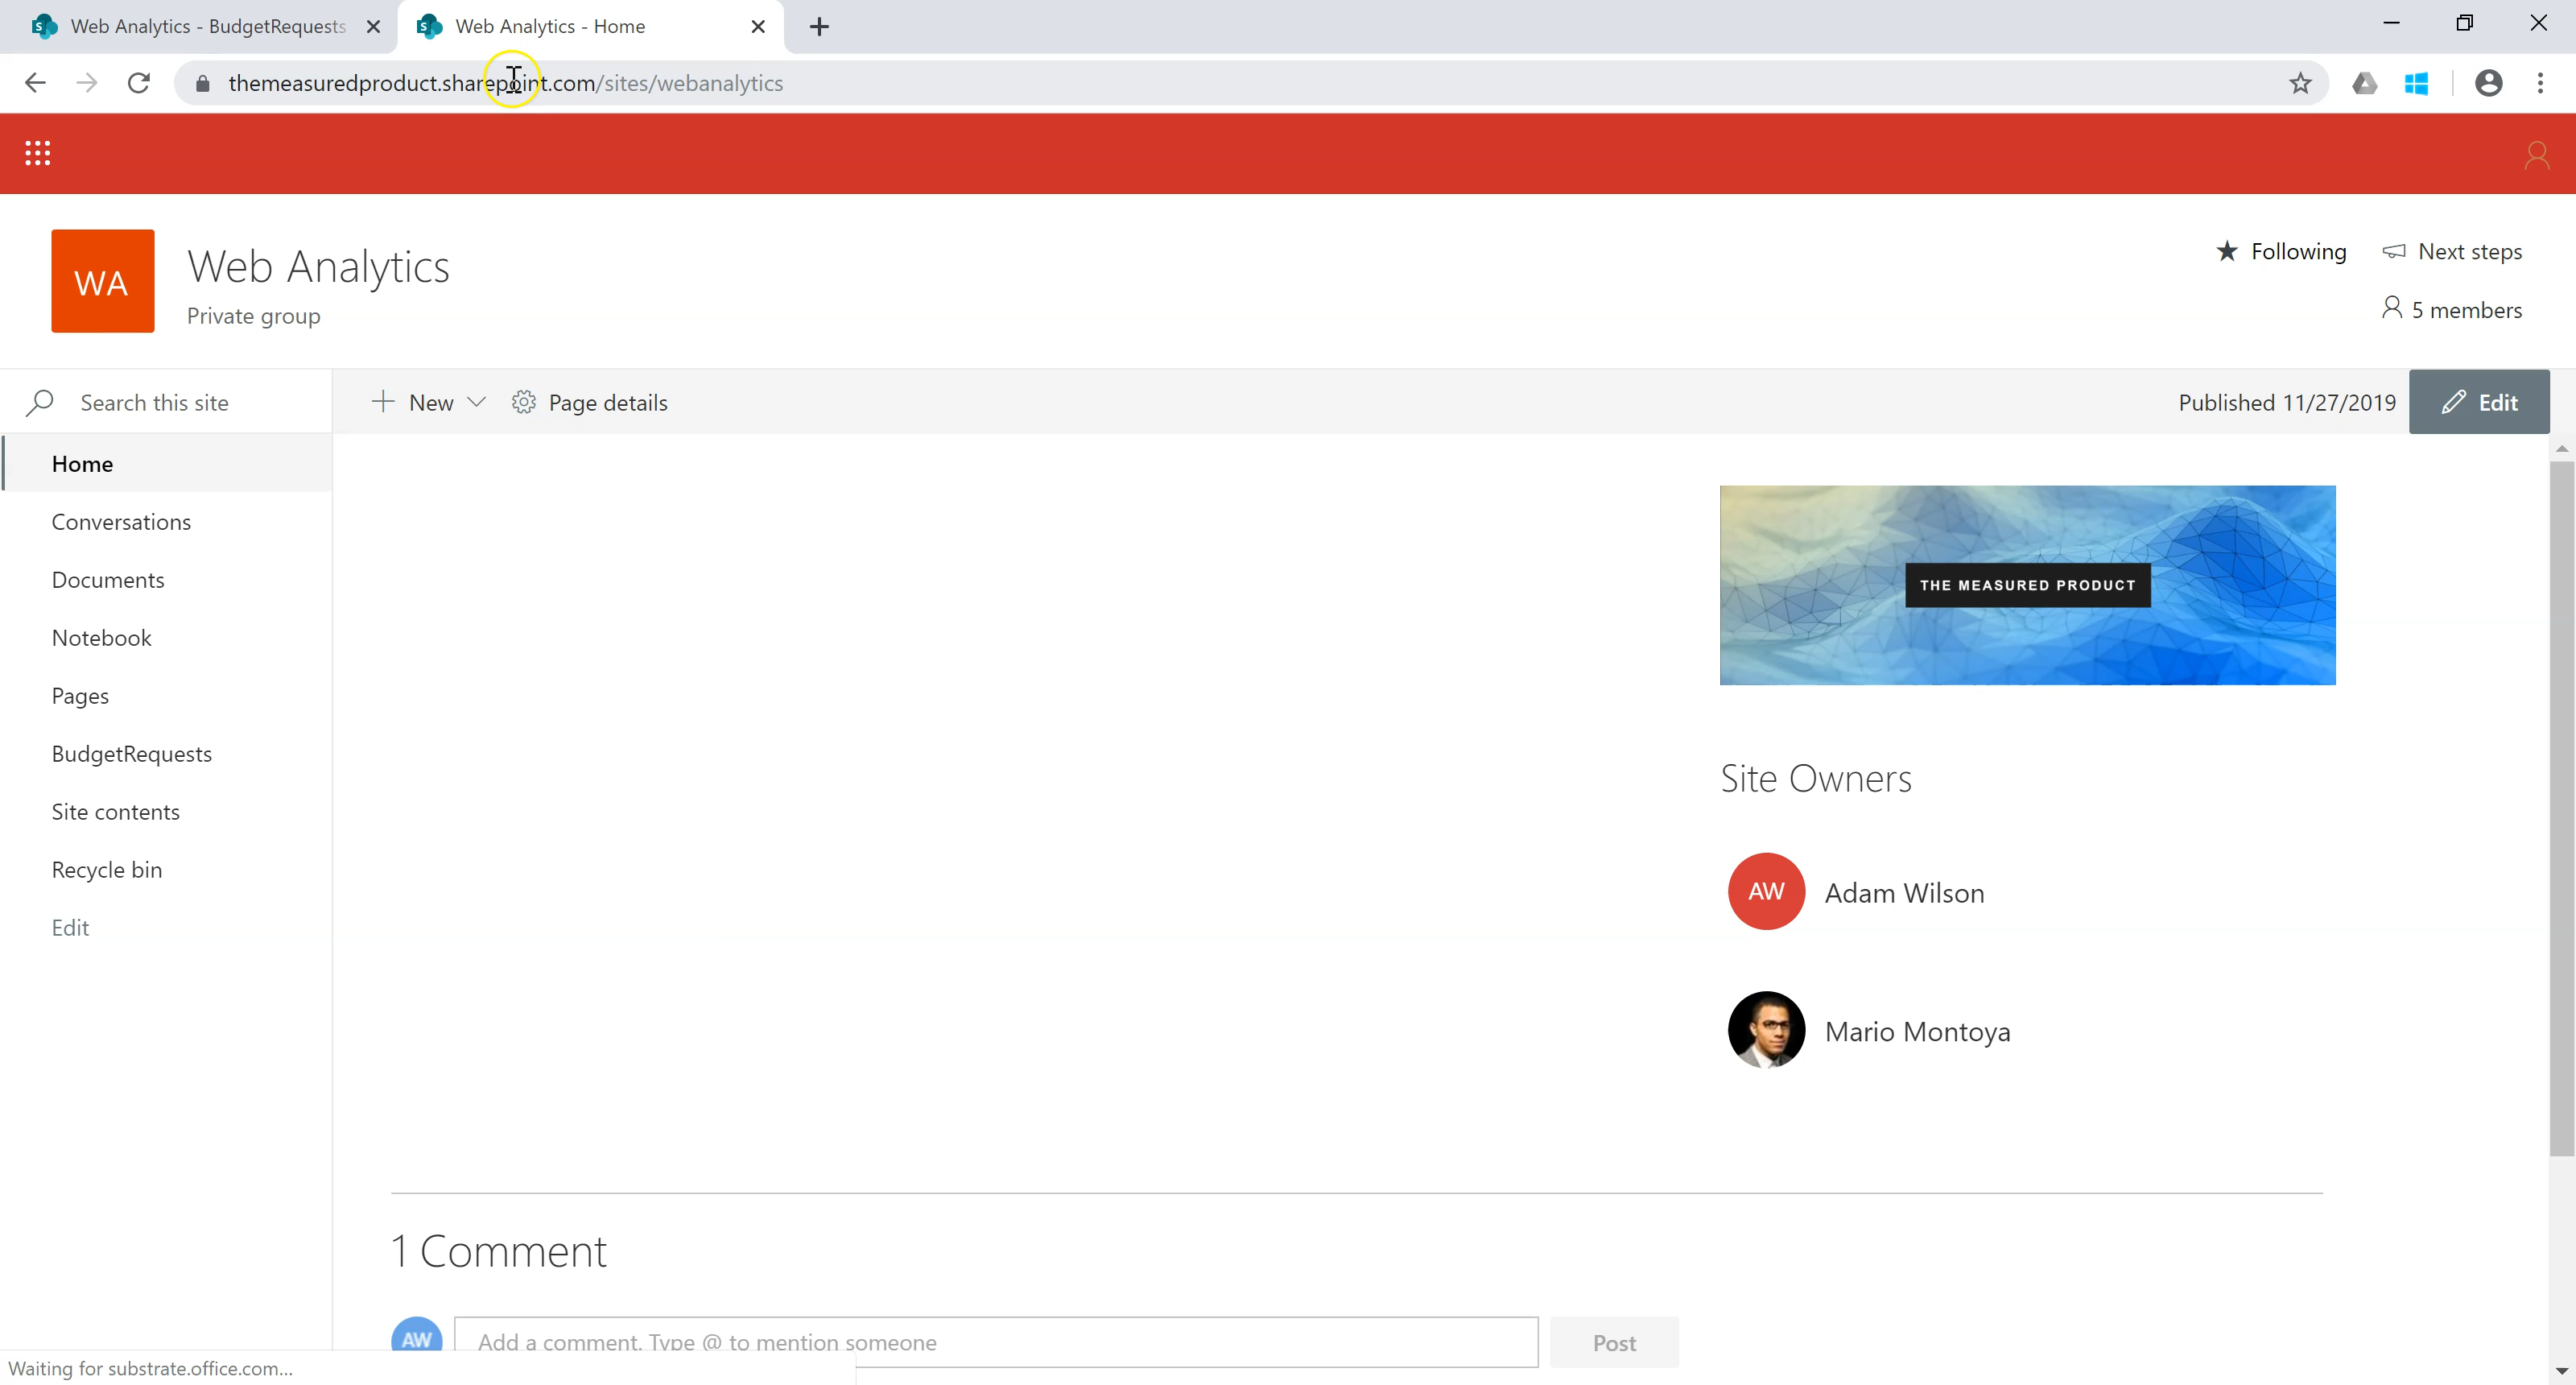 Web Analytics - BudgetRequests
Web Analytics - Home
themeasuredproduct.sharepoint.com/sites/webanalytics
WA
Web Analytics
Private group
Following
Next steps
5 members
Search this site
New
Page details
Published 11/27/2019
Edit
Home
Conversations
Documents
Notebook
Pages
BudgetRequests
Site contents
Recycle bin
Edit
THE MEASURED PRODUCT
Site Owners
AW
Adam Wilson
Mario Montoya
1 Comment
AW
Add a comment. Type @ to mention someone
Post
Waiting for substrate.office.com...